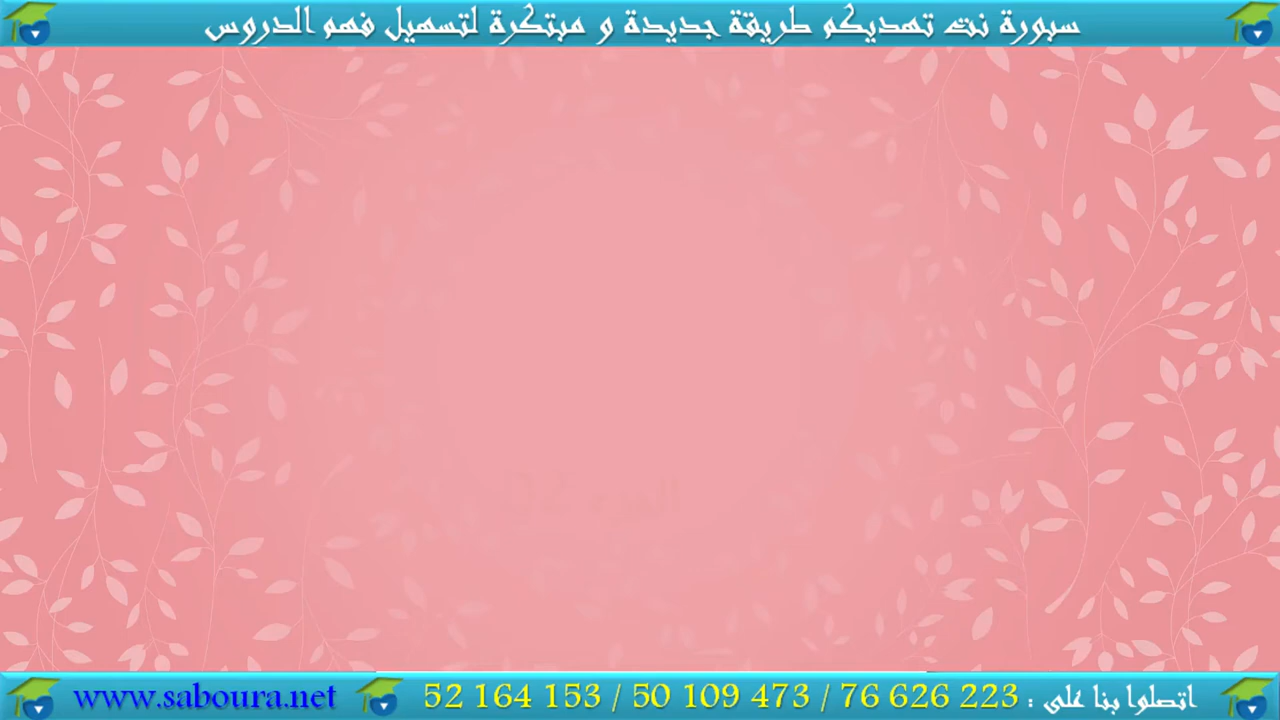 سبورة نت تهديكم طريقة جديدة و مبتكرة لتسهيل فهم الدروس
www.saboura.net
52 164 153 / 50 109 473 / 76 626 223 : اتصلوا بنا على